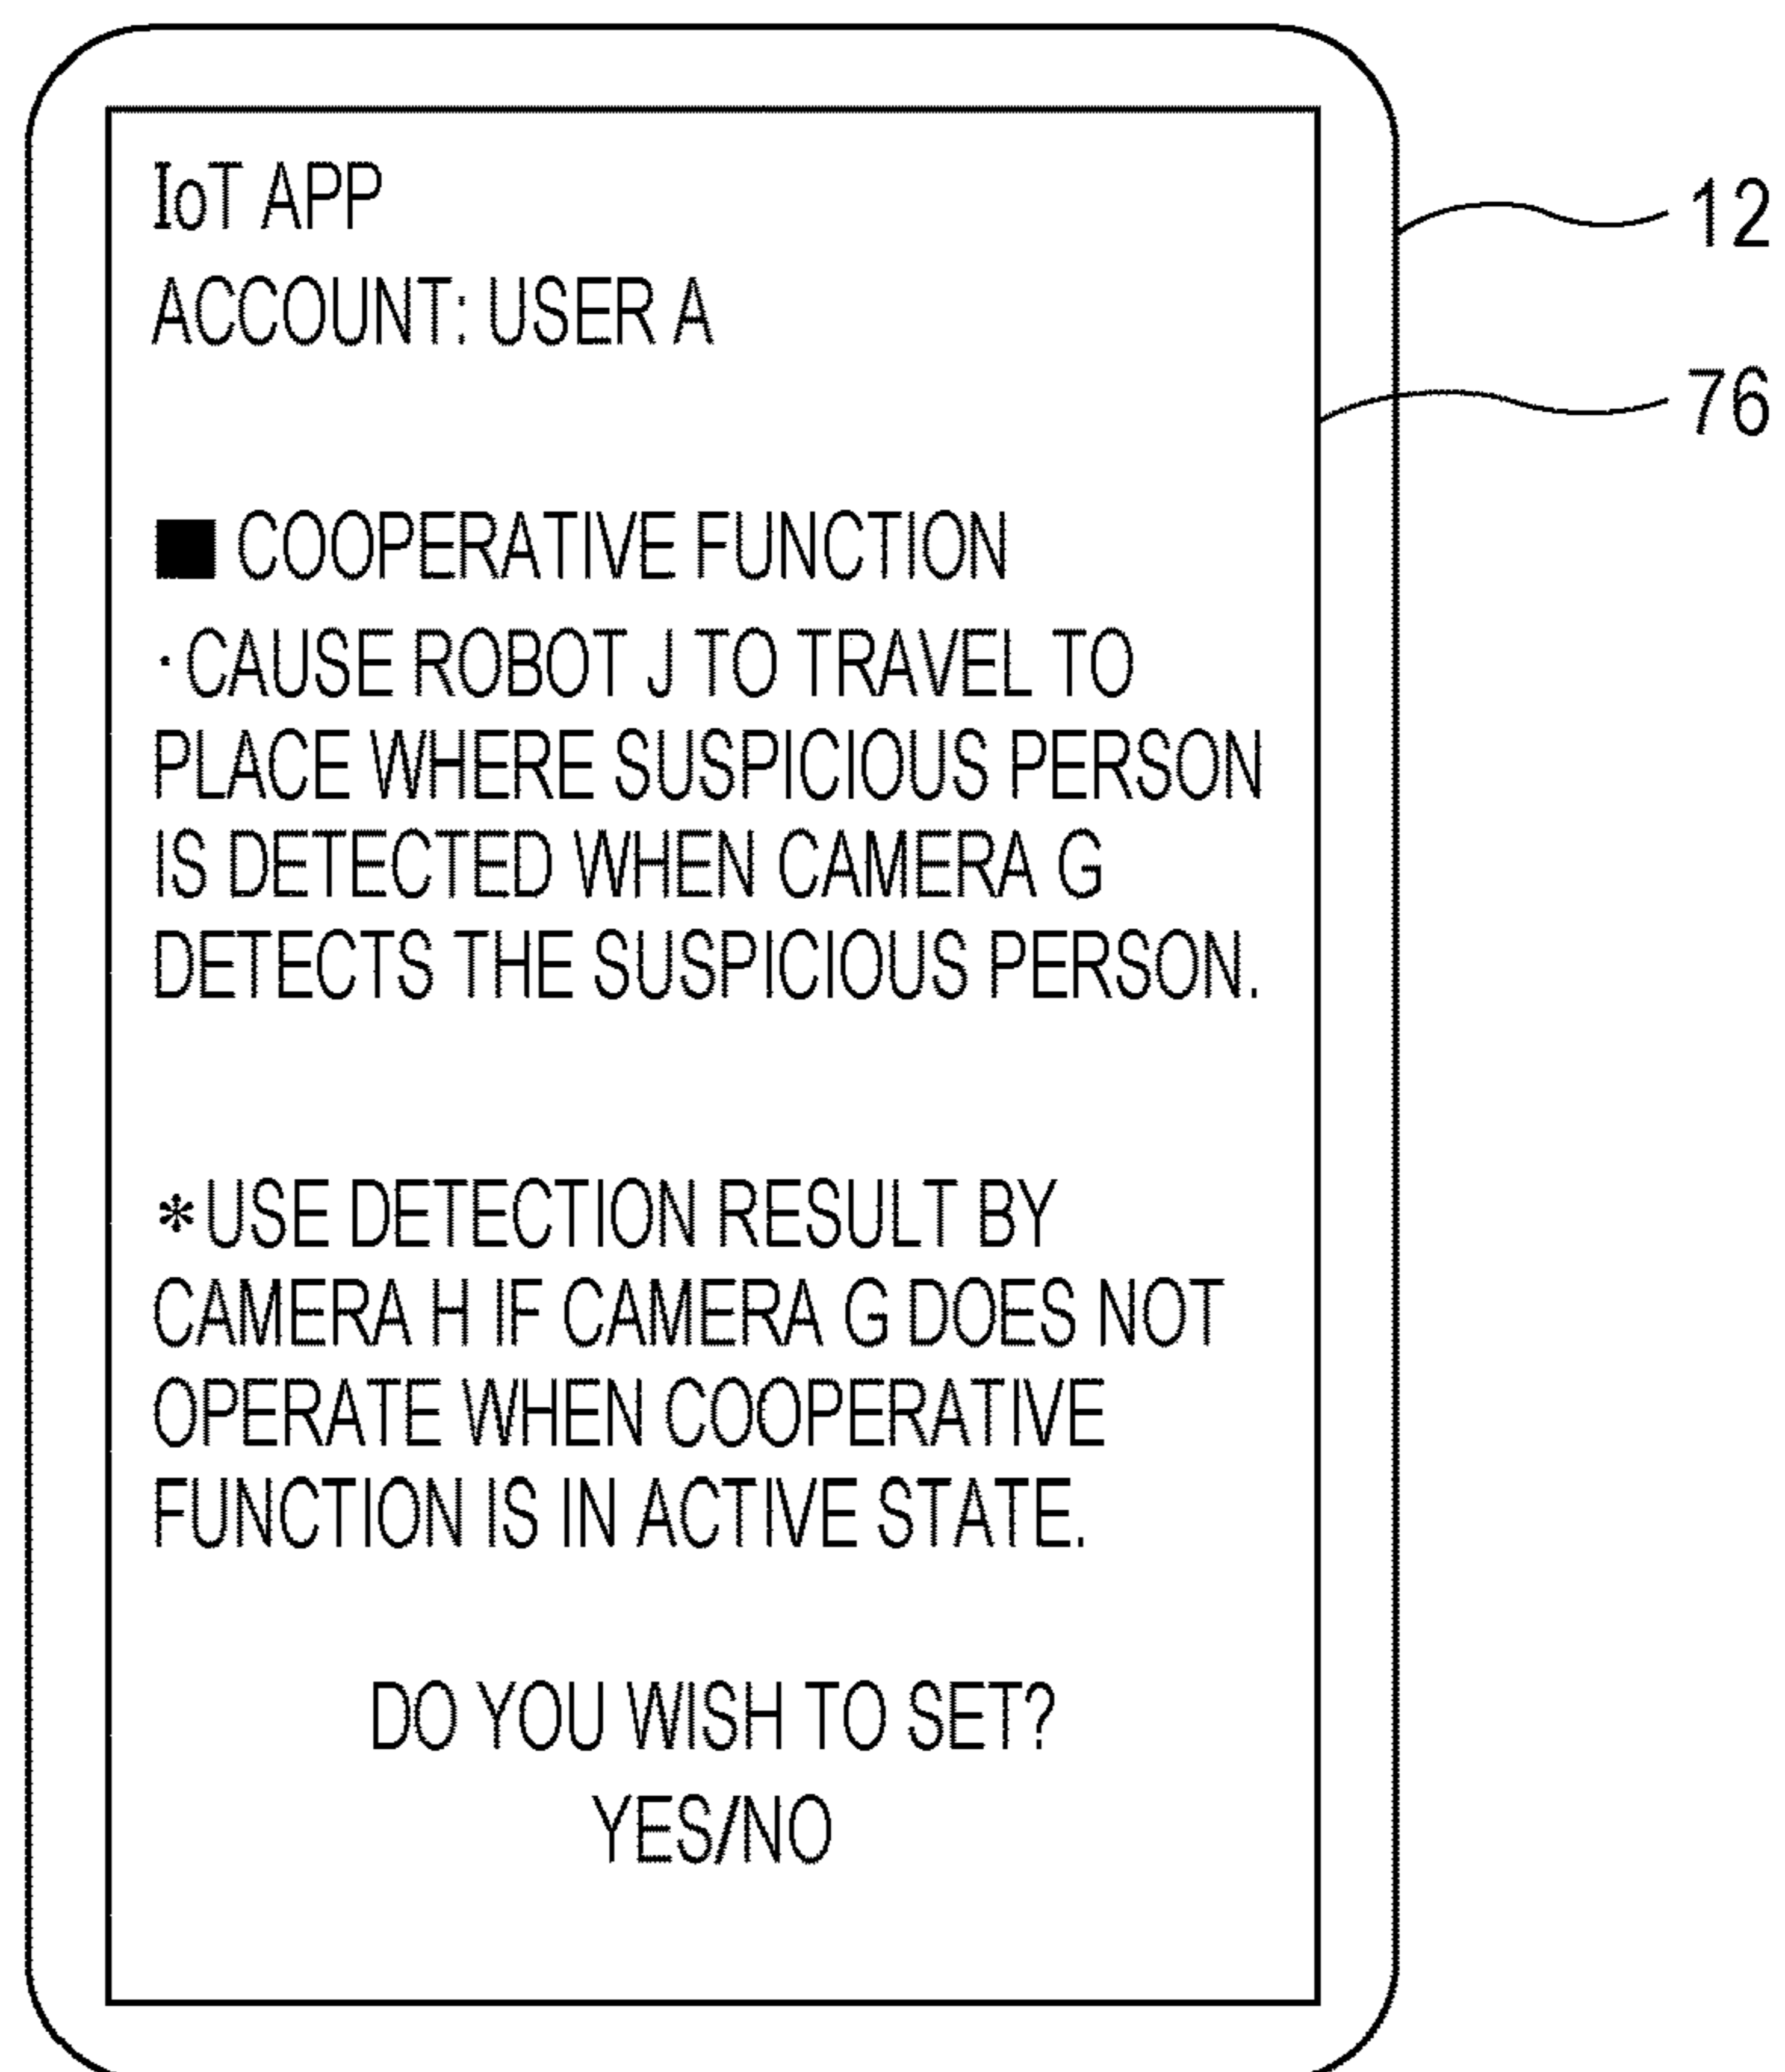 IoT APP
ACCOUNT: USER A
12
76
■ COOPERATIVE FUNCTION
·CAUSE ROBOT J TO TRAVEL TO
PLACE WHERE SUSPICIOUS PERSON
IS DETECTED WHEN CAMERA G
DETECTS THE SUSPICIOUS PERSON.
*USE DETECTION RESULT BY
CAMERA H IF CAMERA G DOES NOT
OPERATE WHEN COOPERATIVE
FUNCTION IS IN ACTIVE STATE.
DO YOU WISH TO SET?
YES/NO